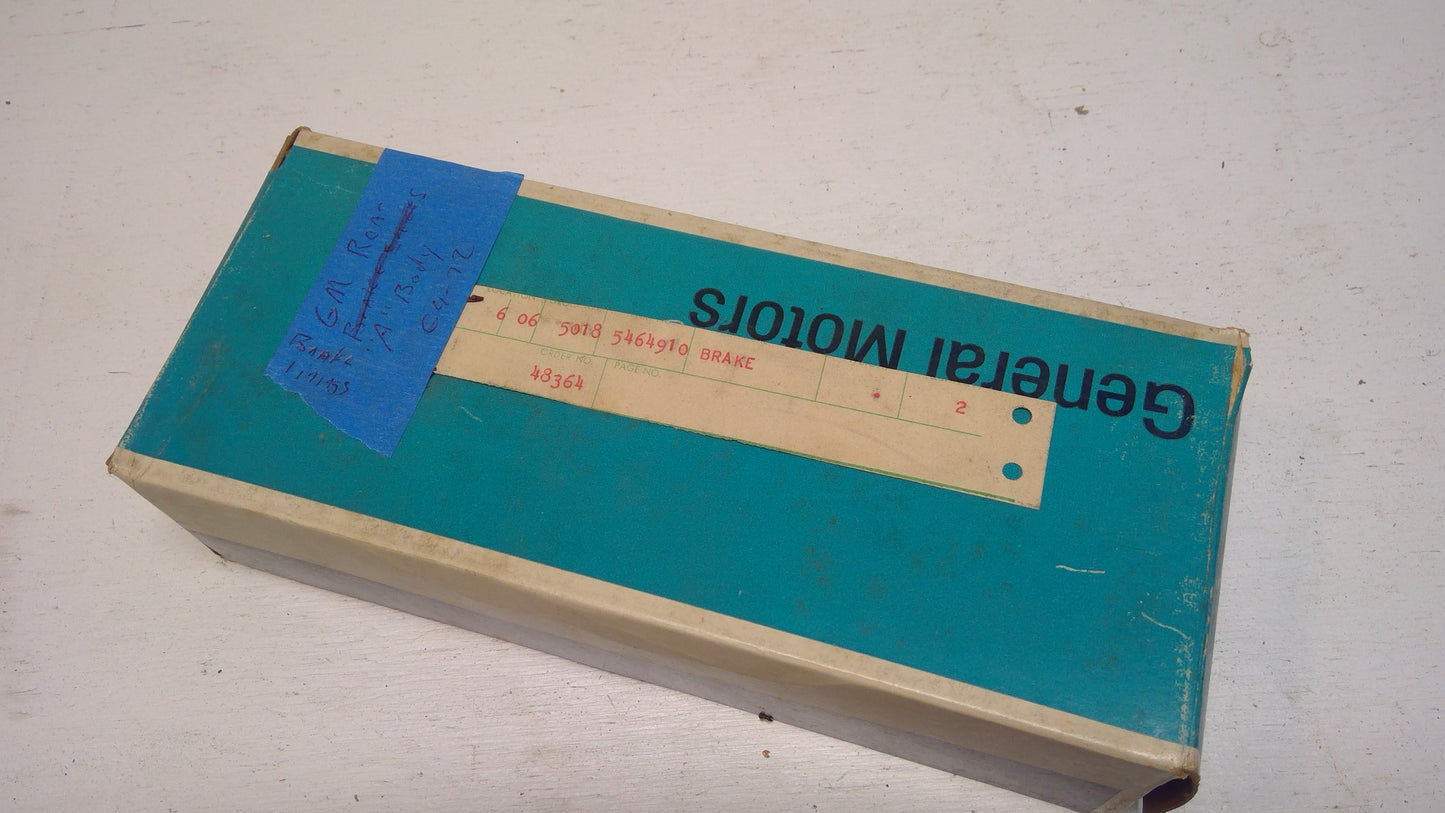 GM Rear
"A" Body
64-72
BRAKE
6 06 5018 5464910 BRAKE 2
ORDER NO. PAGE NO.
48364
General Motors